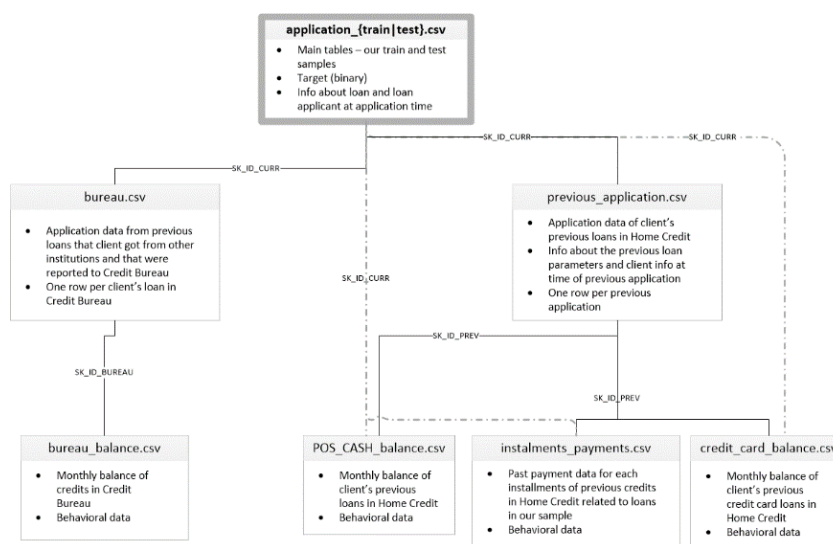 application_{train|test}.csv
• Main tables – our train and test
samples
• Target (binary)
• Info about loan and loan
applicant at application time
SK_ID_CURR
SK_ID_CURR
SK_ID_CURR
bureau.csv
• Application data from previous
loans that client got from other
institutions and that were
reported to Credit Bureau
• One row per client's loan in
Credit Bureau
previous_application.csv
• Application data of client's
previous loans in Home Credit
• Info about the previous loan
parameters and client info at
time of previous application
• One row per previous
application
SK_ID_CURR
SK_ID_PREV
SK_ID_BUREAU
SK_ID_PREV
bureau_balance.csv
• Monthly balance of
credits in Credit
Bureau
• Behavioral data
POS_CASH_balance.csv
• Monthly balance of
client's previous
loans in Home Credit
• Behavioral data
instalments_payments.csv
• Past payment data for each
installments of previous credits
in Home Credit related to loans
in our sample
• Behavioral data
credit_card_balance.csv
• Monthly balance of
client's previous
credit card loans in
Home Credit
• Behavioral data